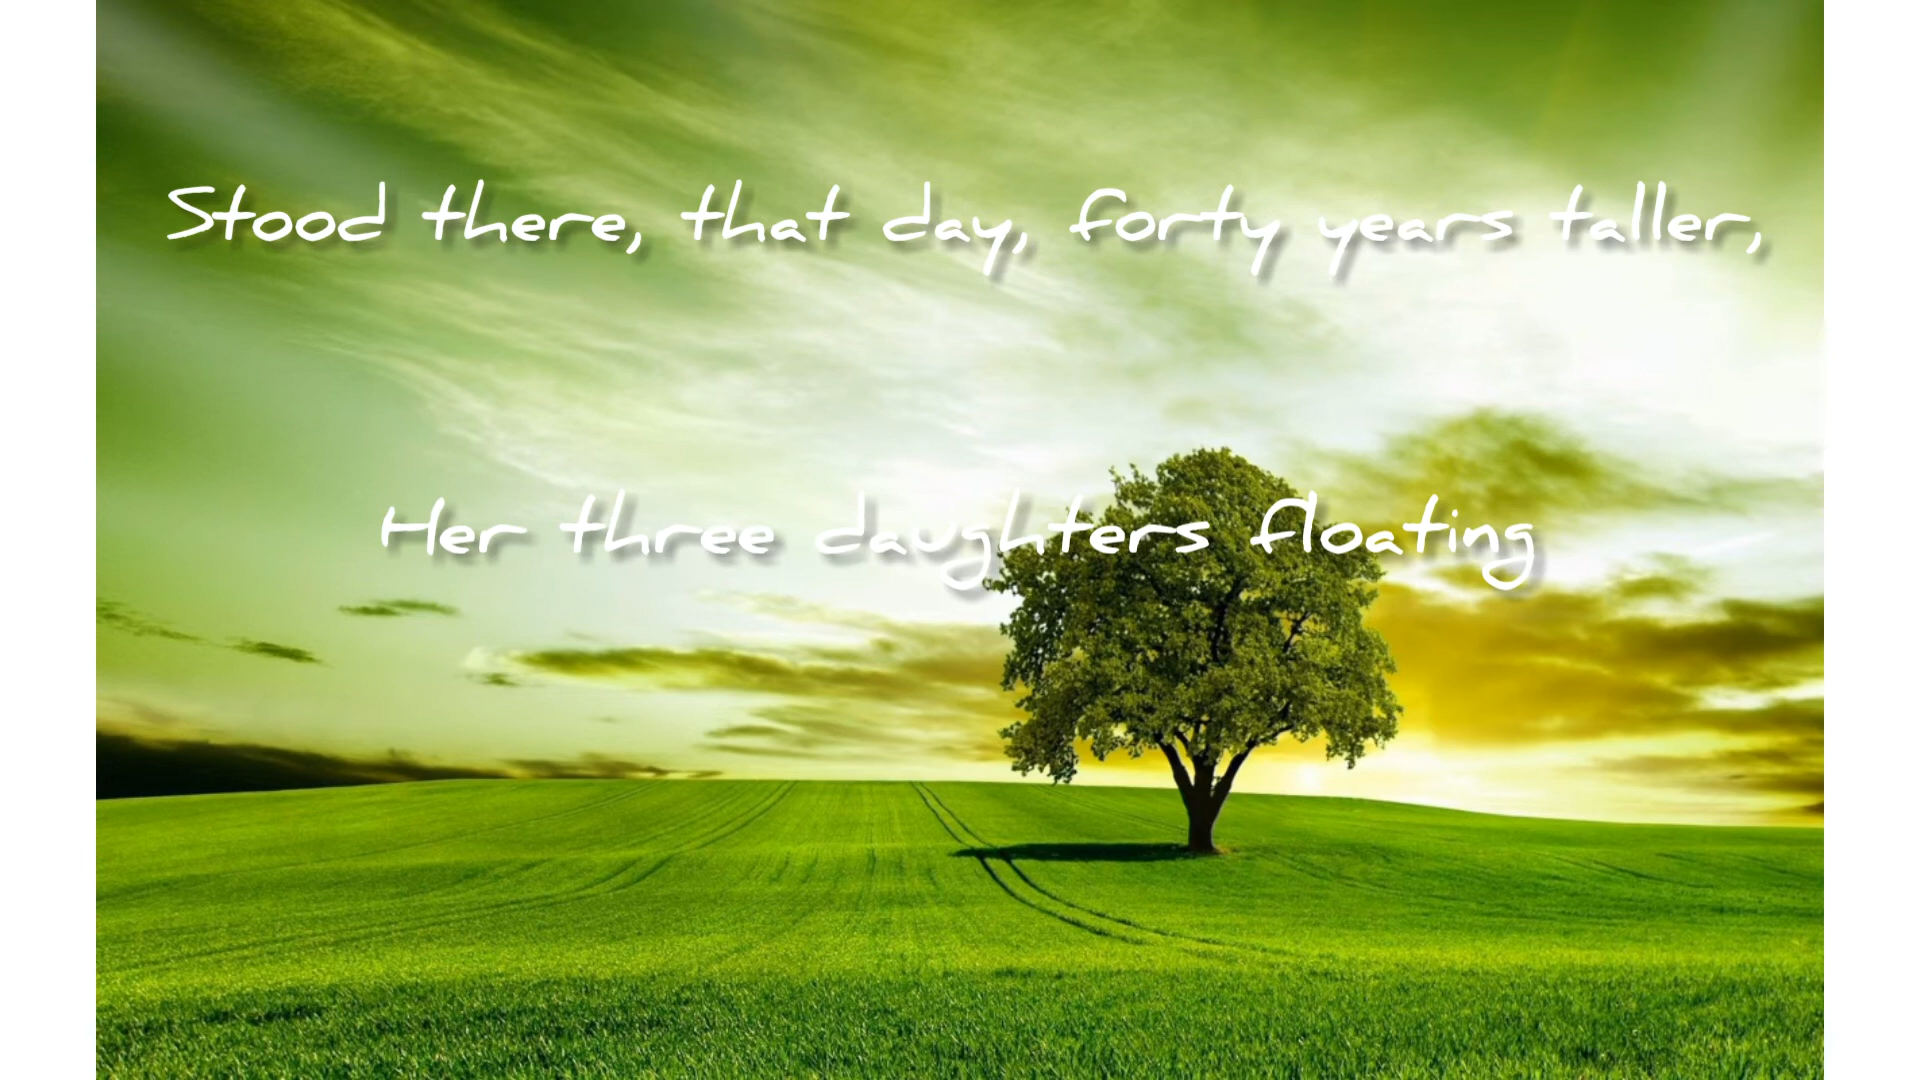 Stood there, that day, forty years taller,
Her three daughters floating